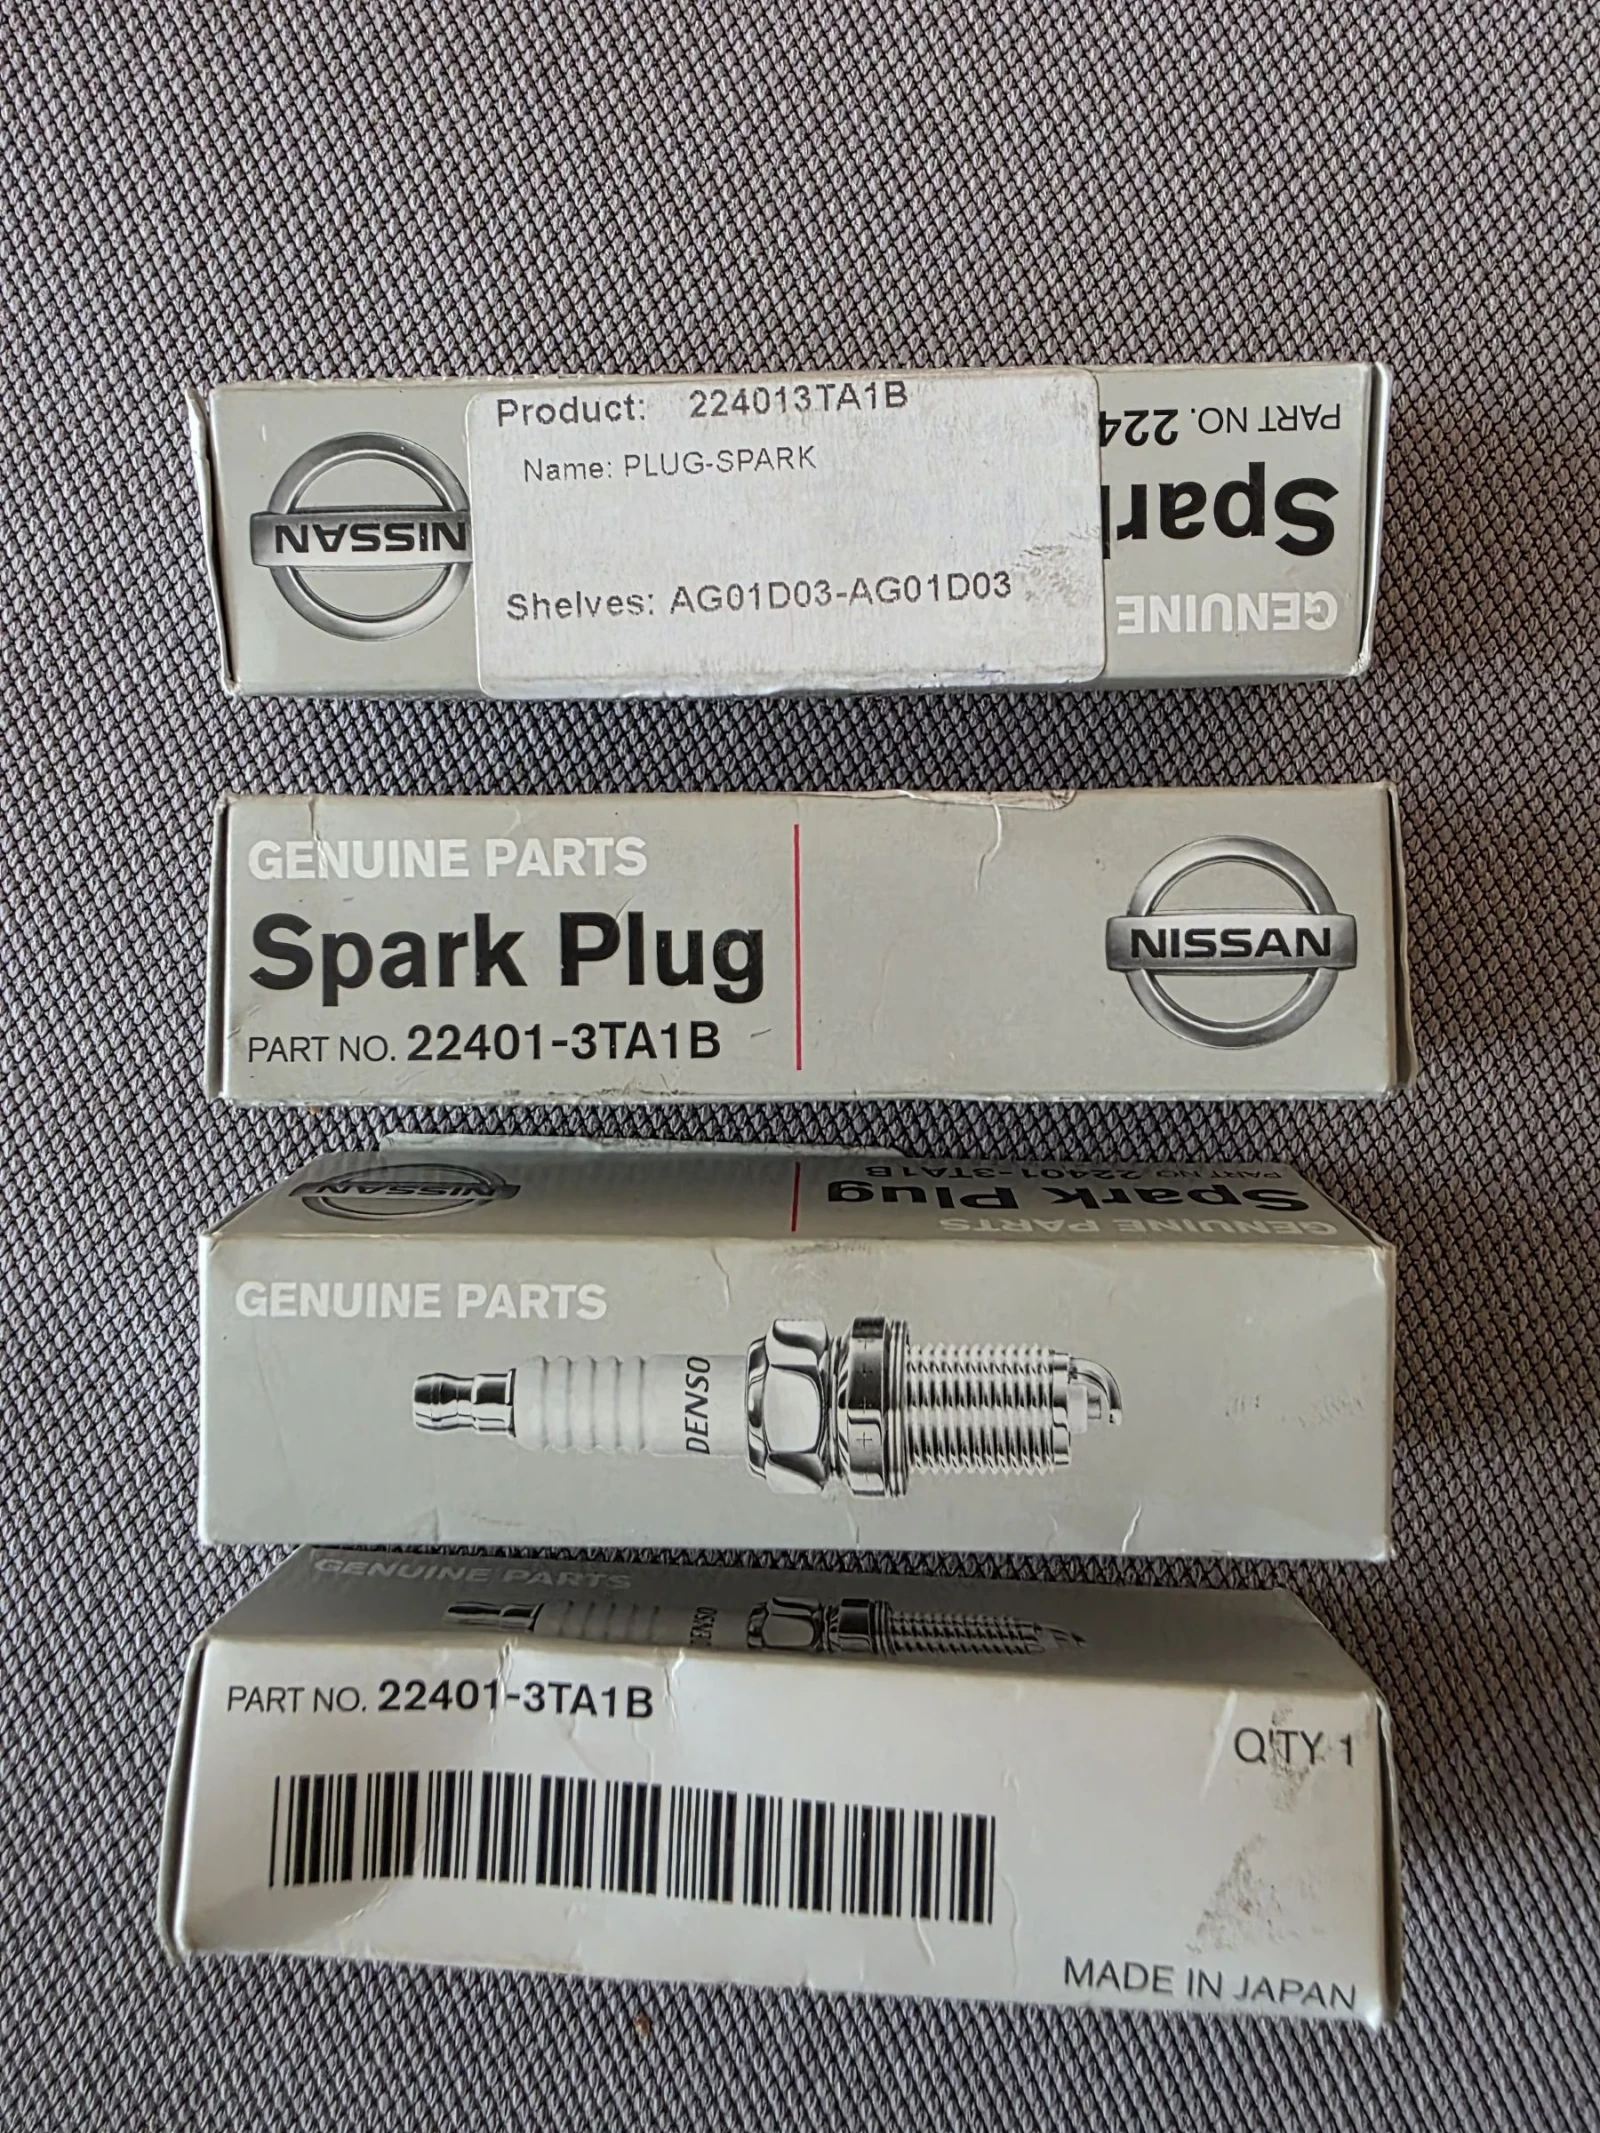 Product: 224013TA1B
Name: PLUG-SPARK
Shelves: AG01D03-AG01D03
NISSAN
PART NO. 224
Spark
GENUINE
GENUINE PARTS
Spark Plug
PART NO. 22401-3TA1B
NISSAN
NISSAN
PART NO. 22401-3TA1B
Spark Plug
GENUINE PARTS
GENUINE PARTS
DENSO
GENUINE PARTS
DENSO
PART NO. 22401-3TA1B
Q'TY 1
MADE IN JAPAN